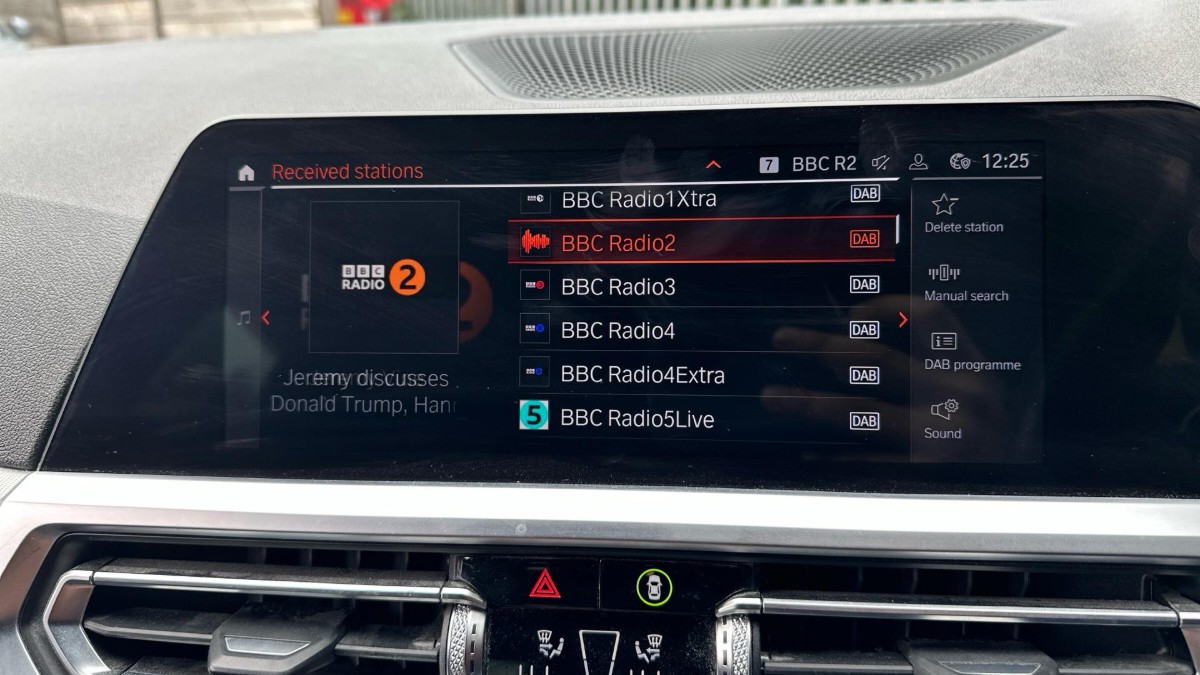 Received stations
7 BBC R2 12:25
BBC Radio1Xtra DAB
BBC Radio2 DAB
BBC Radio3 DAB
BBC Radio4 DAB
BBC Radio4Extra DAB
5 BBC Radio5Live DAB
BBC
RADIO 2
Jeremy discusses
Donald Trump, Han
Delete station
Manual search
DAB programme
Sound